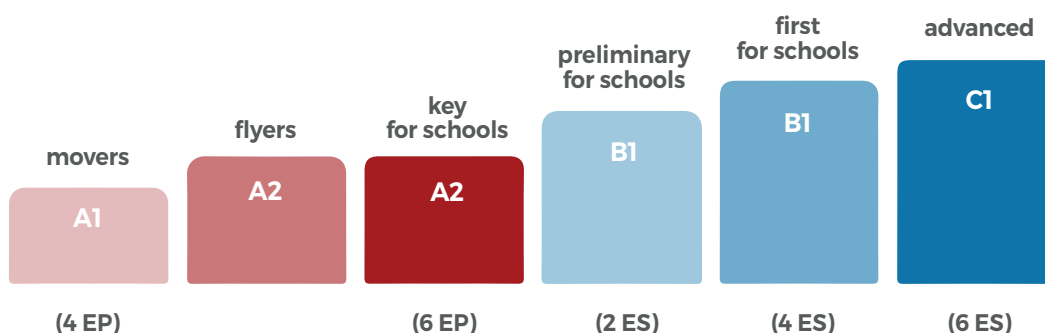 movers
A1
(4 EP)
flyers
A2
key
for schools
A2
(6 EP)
preliminary
for schools
B1
(2 ES)
first
for schools
B1
(4 ES)
advanced
C1
(6 ES)